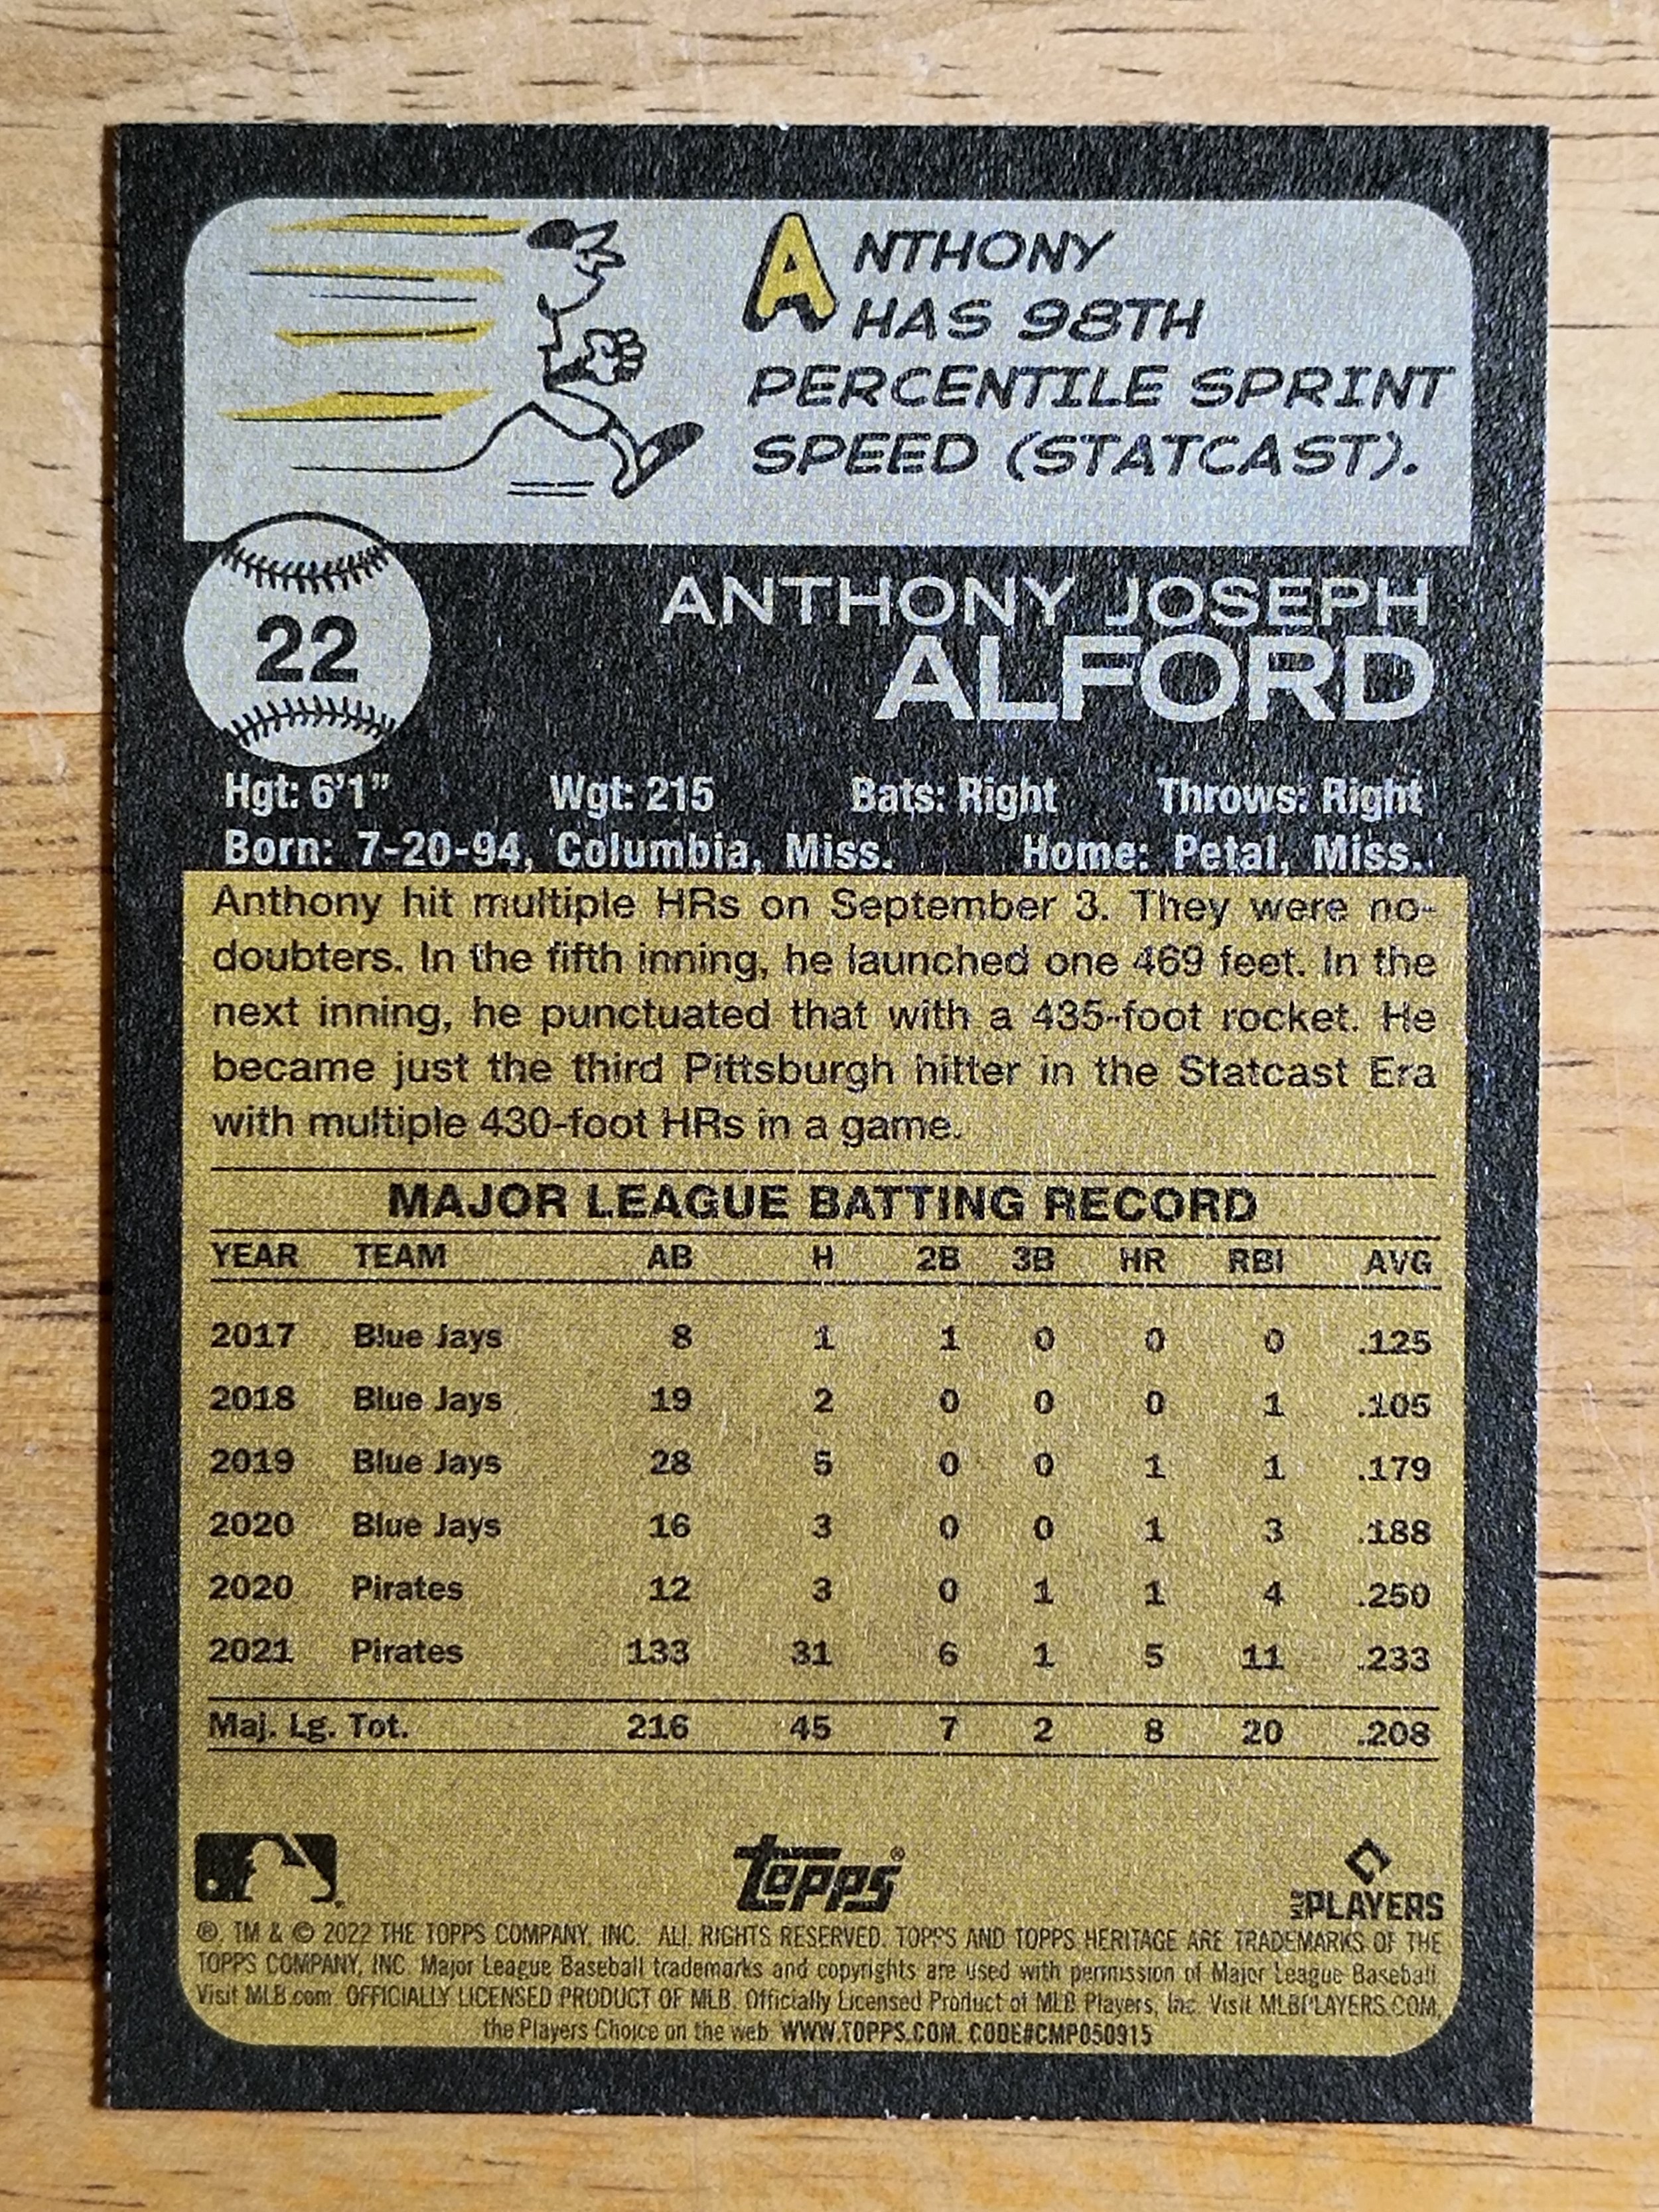 ANTHONY
HAS 98TH
PERCENTILE SPRINT
SPEED (STATCAST).
22
ANTHONY JOSEPH
ALFORD
Hgt: 6'1" Wgt: 215 Bats: Right Throws: Right
Born: 7-20-94, Columbia, Miss. Home: Petal, Miss.
Anthony hit multiple HRs on September 3. They were no-
doubters. In the fifth inning, he launched one 469 feet. In the
next inning, he punctuated that with a 435-foot rocket. He
became just the third Pittsburgh hitter in the Statcast Era
with multiple 430-foot HRs in a game.
MAJOR LEAGUE BATTING RECORD
YEAR TEAM AB H 2B 3B HR RBI AVG
2017 Blue Jays 8 1 1 0 0 0 .125
2018 Blue Jays 19 2 0 0 0 1 .105
2019 Blue Jays 28 5 0 0 1 1 .179
2020 Blue Jays 16 3 0 0 1 3 .188
2020 Pirates 12 3 0 1 1 4 .250
2021 Pirates 133 31 6 1 5 11 .233
Maj. Lg. Tot. 216 45 7 2 8 20 .208
topps®
MLB PLAYERS
®, TM & © 2022 THE TOPPS COMPANY, INC. ALL RIGHTS RESERVED. TOPPS AND TOPPS HERITAGE ARE TRADEMARKS OF THE
TOPPS COMPANY, INC. Major League Baseball trademarks and copyrights are used with permission of Major League Baseball.
Visit MLB.com. OFFICIALLY LICENSED PRODUCT OF MLB. Officially Licensed Product of MLB Players, Inc. Visit MLBPLAYERS.COM,
the Players Choice on the web. WWW.TOPPS.COM. CODE#CMP050915